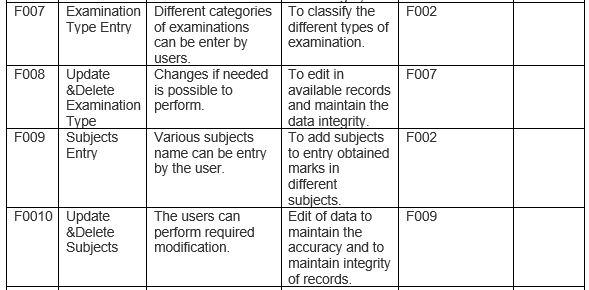 F007
Examination
Type Entry
Different categories
of examinations
can be enter by
users.
To classify the
different types of
examination.
F002
F008
Update
&Delete
Examination
Type
Changes if needed
is possible to
perform.
To edit in
available records
and maintain the
data integrity.
F007
F009
Subjects
Entry
Various subjects
name can be entry
by the user.
To add subjects
to entry obtained
marks in
different
subjects.
F002
F0010
Update
&Delete
Subjects
The users can
perform required
modification.
Edit of data to
maintain the
accuracy and to
maintain integrity
of records.
F009